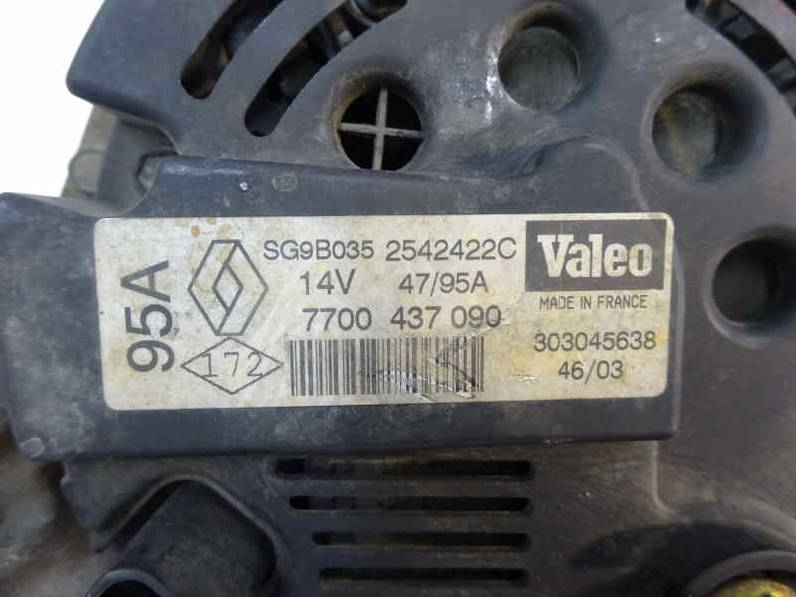 95A
SG9B035 2542422C
14V 47/95A
7700 437 090
172
Valeo
MADE IN FRANCE
303045638
46/03